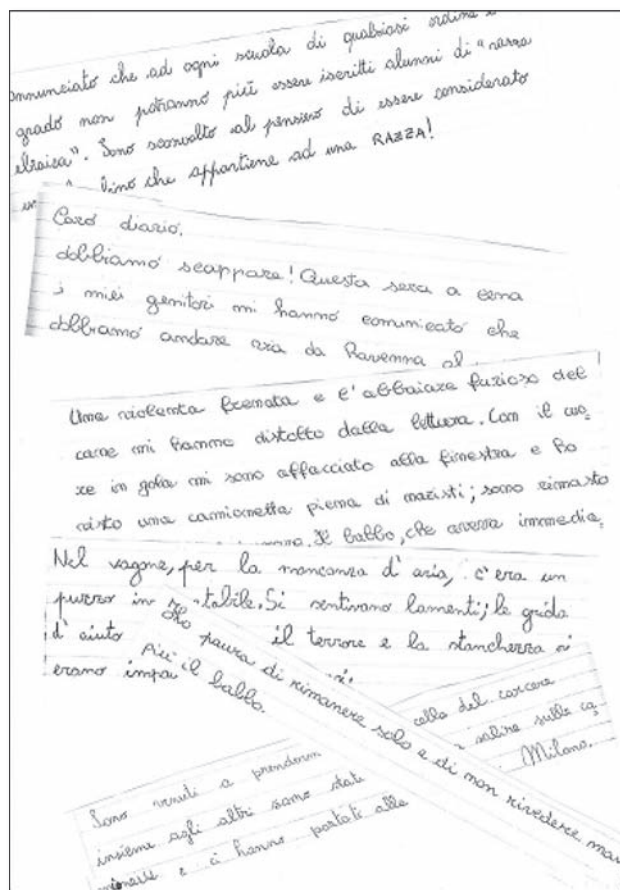 annunciato che ad ogni scuola di qualsiasi ordine e
grado non potranno più essere iscritti alunni di "razza
ebraica". Sono sconvolto al pensiero di essere considerato
bino che appartiene ad una RAZZA!
Caro diario,
dobbiamo scappare! Questa sera a cena
i miei genitori mi hanno comunicato che
dobbiamo andare via da Ravenna al
Una violenta frenata e l'abbaiare furioso del
cane mi hanno distolto dalla lettura. Con il cuo-
re in gola mi sono affacciato alla finestra e ho
visto una camionetta piena di nazisti; sono rimasto
Il babbo, che aveva immedia-
Nel vagone, per la mancanza d'aria, c'era un
puzzo in tabile. Si sentivano lamenti; le grida
d'aiuto il terrore e la stanchezza si
erano impa
Ho paura di rimanere solo e di non rivedere mai
più il babbo.
Sono venuti a prenderm cella del carcere
insieme agli altri sono stati salire sulla ca-
e ci hanno portati alla Milano.